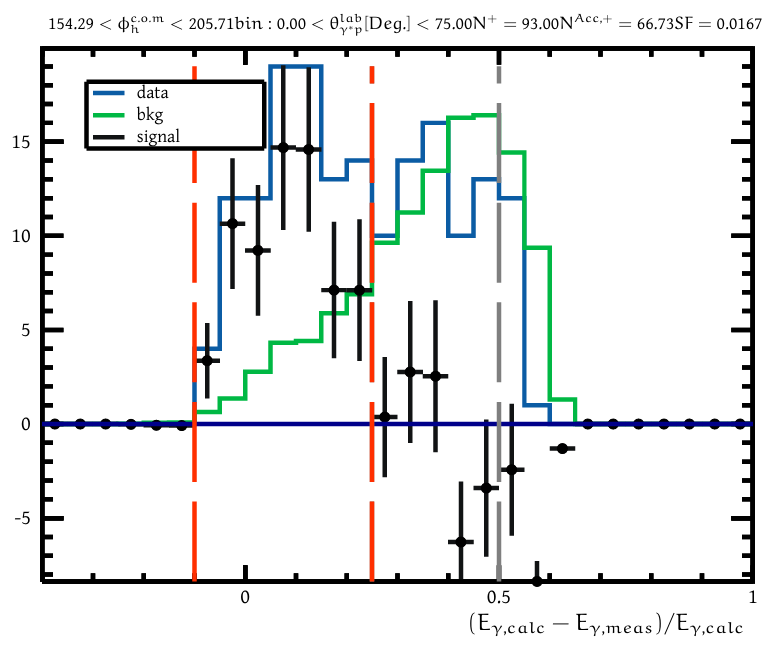 154.29 < ϕ_h^{c.o.m} < 205.71bin : 0.00 < θ_{γ*p}^{lab}[Deg.] < 75.00N^+ = 93.00N^{Acc,+} = 66.73SF = 0.0167
data
bkg
signal
15
10
5
0
-5
0 0.5 1
(E_{γ,calc} − E_{γ,meas})/E_{γ,calc}